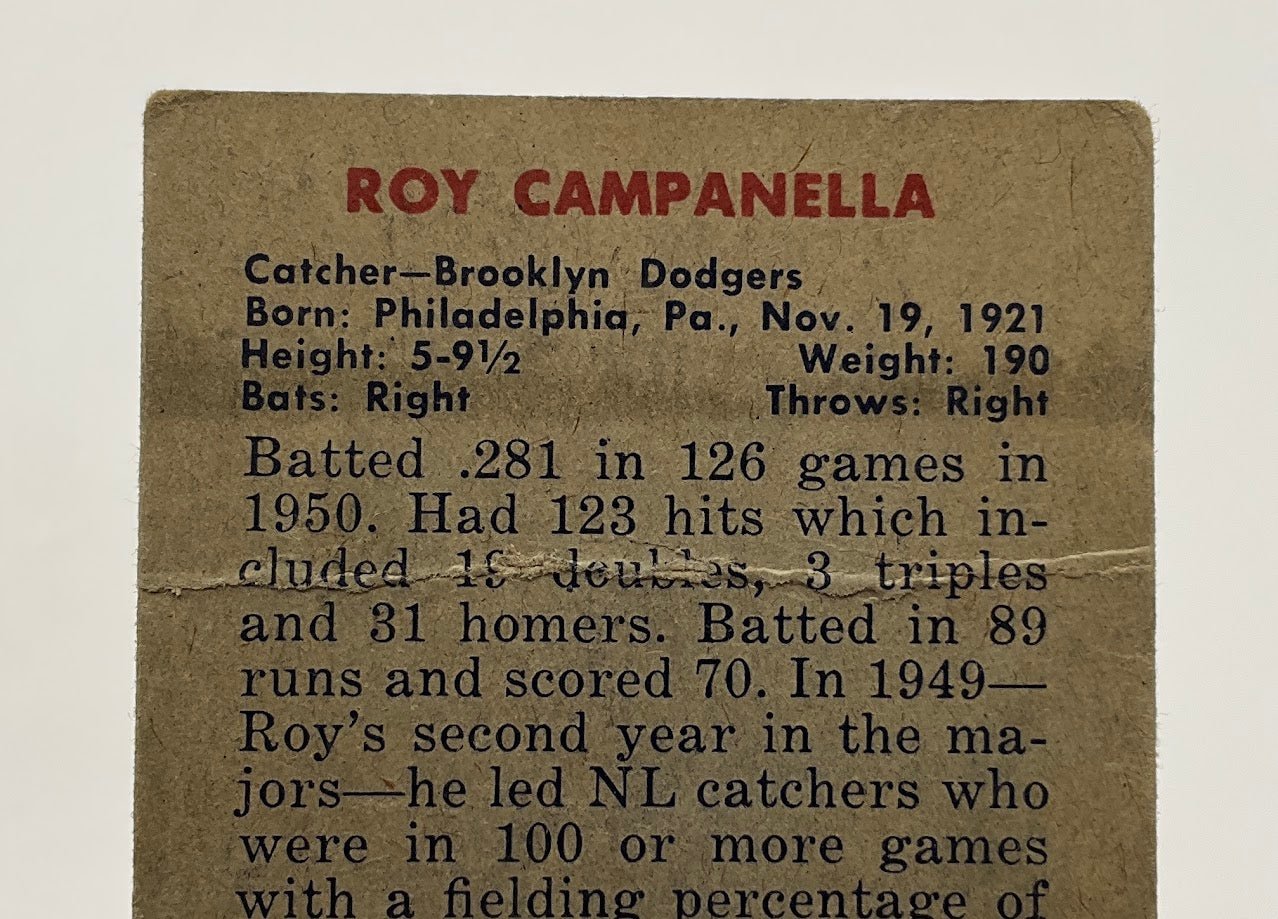 ROY CAMPANELLA
Catcher—Brooklyn Dodgers
Born: Philadelphia, Pa., Nov. 19, 1921
Height: 5-9½ Weight: 190
Bats: Right Throws: Right
Batted .281 in 126 games in
1950. Had 123 hits which in-
cluded 19 doubles, 3 triples
and 31 homers. Batted in 89
runs and scored 70. In 1949—
Roy's second year in the ma-
jors—he led NL catchers who
were in 100 or more games
with a fielding percentage of